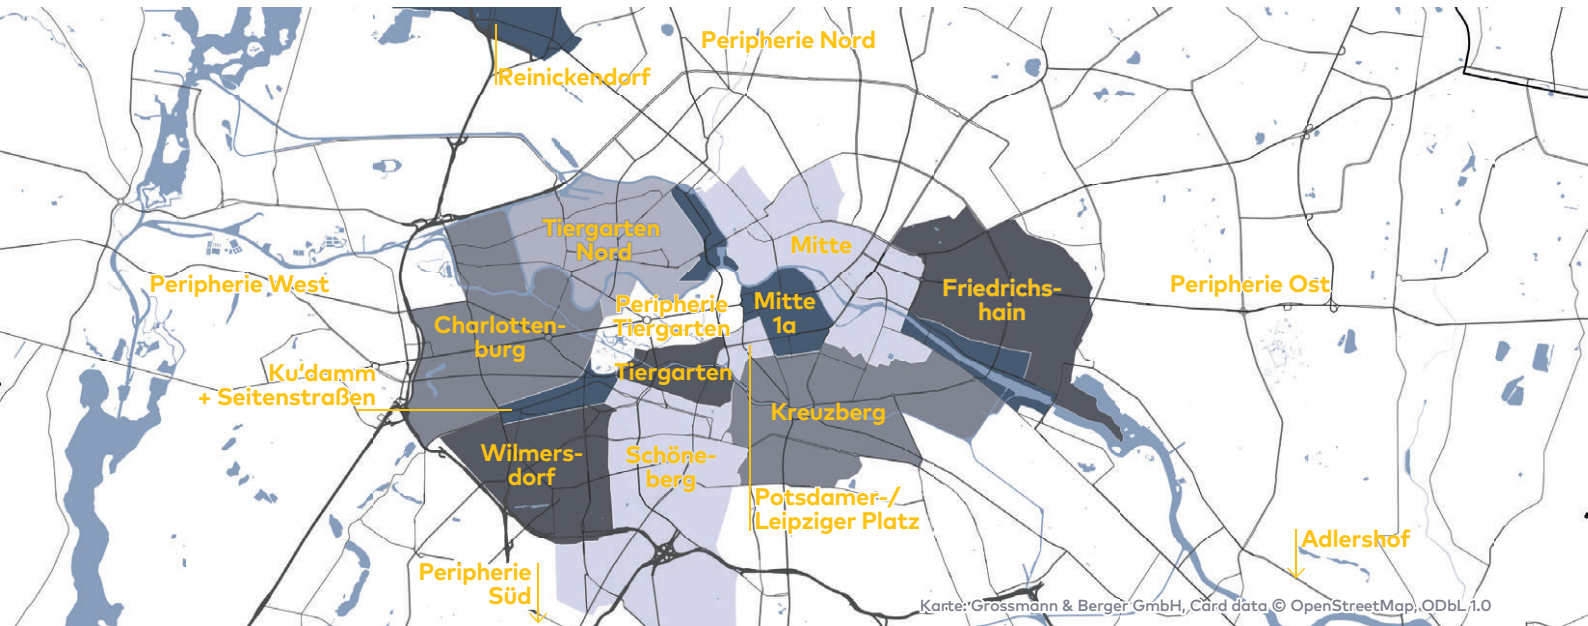 Peripherie Nord
Reinickendorf
Tiergarten
Nord
Mitte
Peripherie West
Peripherie
Tiergarten
Mitte
1a
Friedrichs-
hain
Peripherie Ost
Charlotten-
burg
Ku‘damm
+ Seitenstraßen
Tiergarten
Kreuzberg
Wilmers-
dorf
Schöne-
berg
Potsdamer-/
Leipziger Platz
Adlershof
Peripherie
Süd
Karte: Grossmann & Berger GmbH, Card data © OpenStreetMap, ODbL 1.0